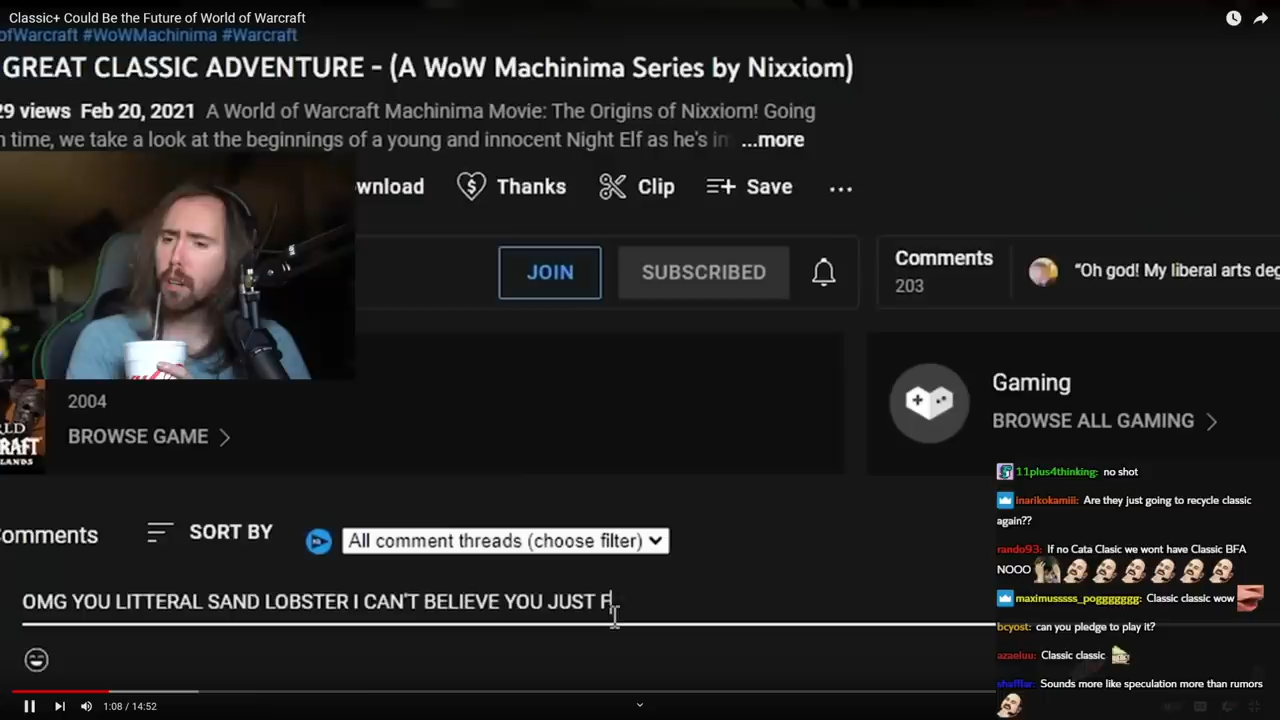 Classic+ Could Be the Future of World of Warcraft
ofWarcraft #WoWMachinima #Warcraft
GREAT CLASSIC ADVENTURE - (A WoW Machinima Series by Nixxiom)
29 views Feb 20, 2021 A World of Warcraft Machinima Movie: The Origins of Nixxiom! Going
n time, we take a look at the beginnings of a young and innocent Night Elf as he's in ...more
wnload Thanks Clip Save ...
JOIN SUBSCRIBED
Comments
203
"Oh god! My liberal arts deg
2004
BROWSE GAME
Gaming
BROWSE ALL GAMING
omments SORT BY All comment threads (choose filter)
OMG YOU LITTERAL SAND LOBSTER I CAN'T BELIEVE YOU JUST F
11plus4thinking: no shot
inarikokamiii: Are they just going to recycle classic
again??
rando93: If no Cata Clasic we wont have Classic BFA
NOOO
maximusssss_poggggggg: Classic classic wow
bcyost: can you pledge to play it?
azaeluu: Classic classic
shafflar: Sounds more like speculation more than rumors
1:08 / 14:52